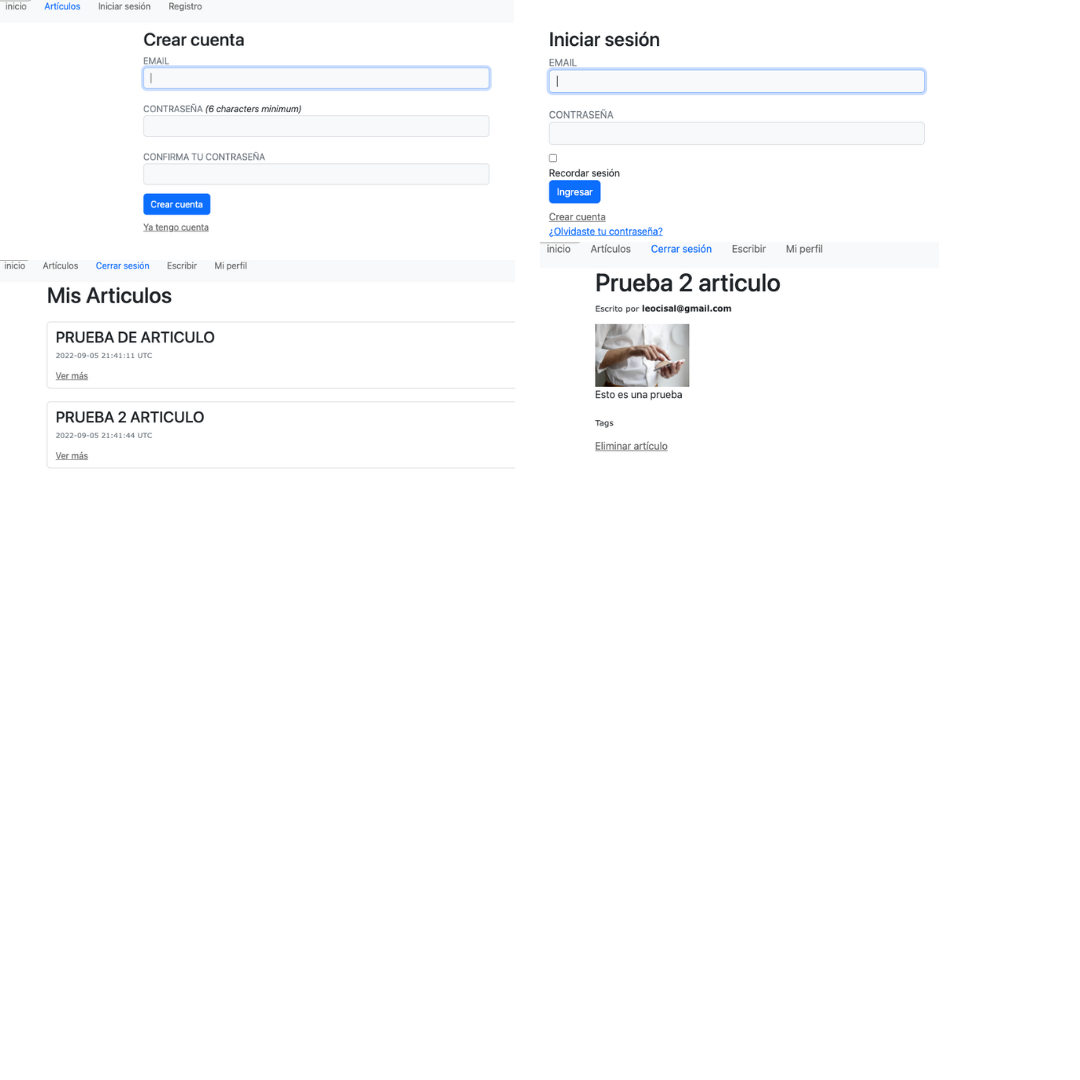 inicio Artículos Iniciar sesión Registro
Crear cuenta
EMAIL
CONTRASEÑA (6 characters minimum)
CONFIRMA TU CONTRASEÑA
Crear cuenta
Ya tengo cuenta
Iniciar sesión
EMAIL
CONTRASEÑA
Recordar sesión
Ingresar
Crear cuenta
¿Olvidaste tu contraseña?
inicio Artículos Cerrar sesión Escribir Mi perfil
Mis Articulos
PRUEBA DE ARTICULO
2022-09-05 21:41:11 UTC
Ver más
PRUEBA 2 ARTICULO
2022-09-05 21:41:44 UTC
Ver más
inicio Artículos Cerrar sesión Escribir Mi perfil
Prueba 2 articulo
Escrito por leocisal@gmail.com
Esto es una prueba
Tags
Eliminar artículo